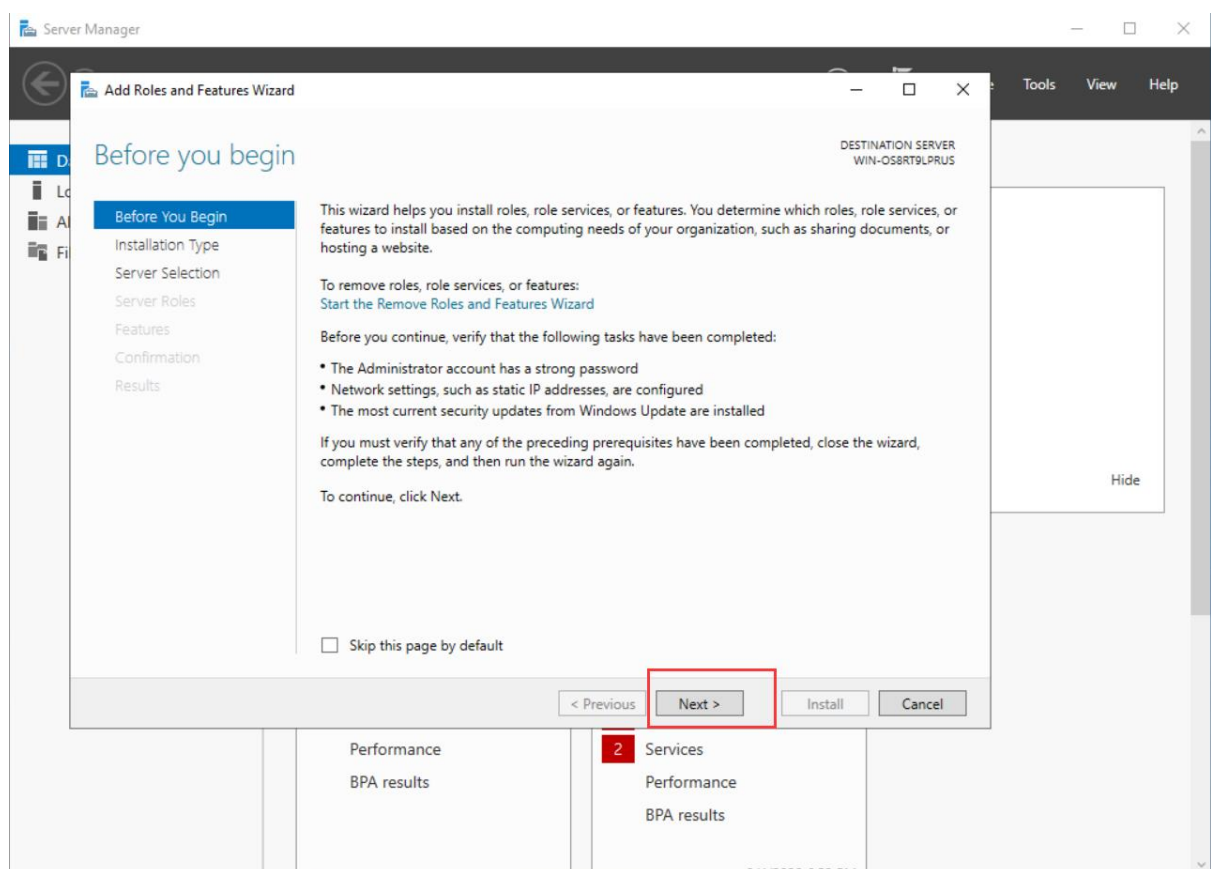 Server Manager
Tools View Help
Add Roles and Features Wizard
Before you begin
DESTINATION SERVER
WIN-OS8RT9LPRUS
Before You Begin
Installation Type
Server Selection
Server Roles
Features
Confirmation
Results
This wizard helps you install roles, role services, or features. You determine which roles, role services, or
features to install based on the computing needs of your organization, such as sharing documents, or
hosting a website.
To remove roles, role services, or features:
Start the Remove Roles and Features Wizard
Before you continue, verify that the following tasks have been completed:
• The Administrator account has a strong password
• Network settings, such as static IP addresses, are configured
• The most current security updates from Windows Update are installed
If you must verify that any of the preceding prerequisites have been completed, close the wizard,
complete the steps, and then run the wizard again.
To continue, click Next.
Skip this page by default
< Previous Next > Install Cancel
Hide
Performance
BPA results
2 Services
Performance
BPA results